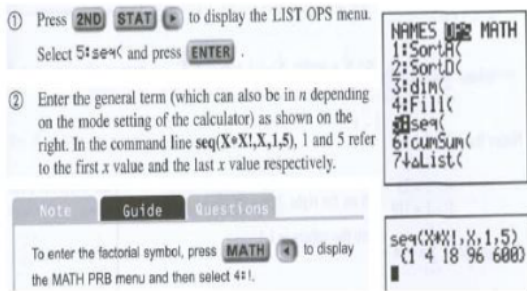 ① Press 2ND STAT ▶ to display the LIST OPS menu.
Select 5:seq( and press ENTER .
② Enter the general term (which can also be in n depending
on the mode setting of the calculator) as shown on the
right. In the command line seq(X*X!,X,1,5), 1 and 5 refer
to the first x value and the last x value respectively.
Note Guide Questions
To enter the factorial symbol, press MATH ◀ to display
the MATH PRB menu and then select 4:!.
NAMES OPS MATH
1:SortA(
2:SortD(
3:dim(
4:Fill(
5:seq(
6:cumSum(
7↓ΔList(
seq(X*X!,X,1,5)
{1 4 18 96 600}